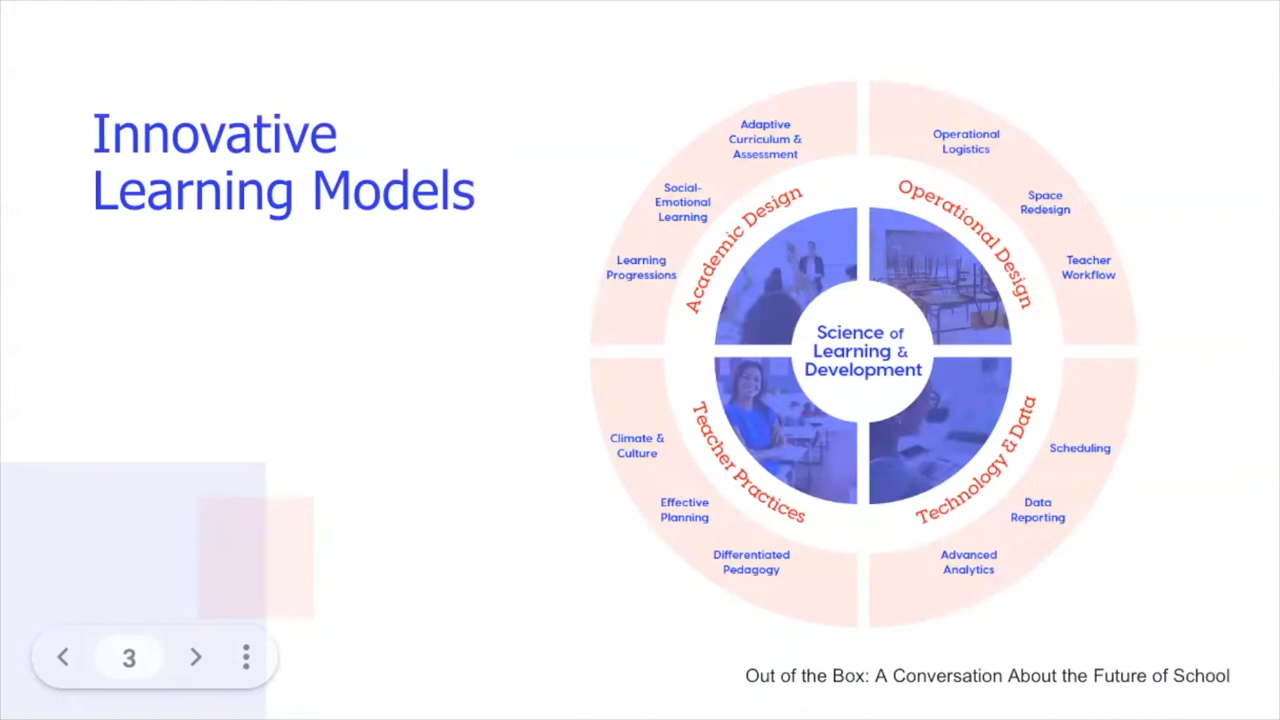 Innovative
Learning Models
Adaptive
Curriculum &
Assessment
Social-
Emotional
Learning
Learning
Progressions
Academic Design
Operational
Logistics
Space
Redesign
Teacher
Workflow
Operational Design
Science of
Learning &
Development
Climate &
Culture
Effective
Planning
Differentiated
Pedagogy
Teacher Practices
Scheduling
Data
Reporting
Advanced
Analytics
Technology & Data
3
Out of the Box: A Conversation About the Future of School